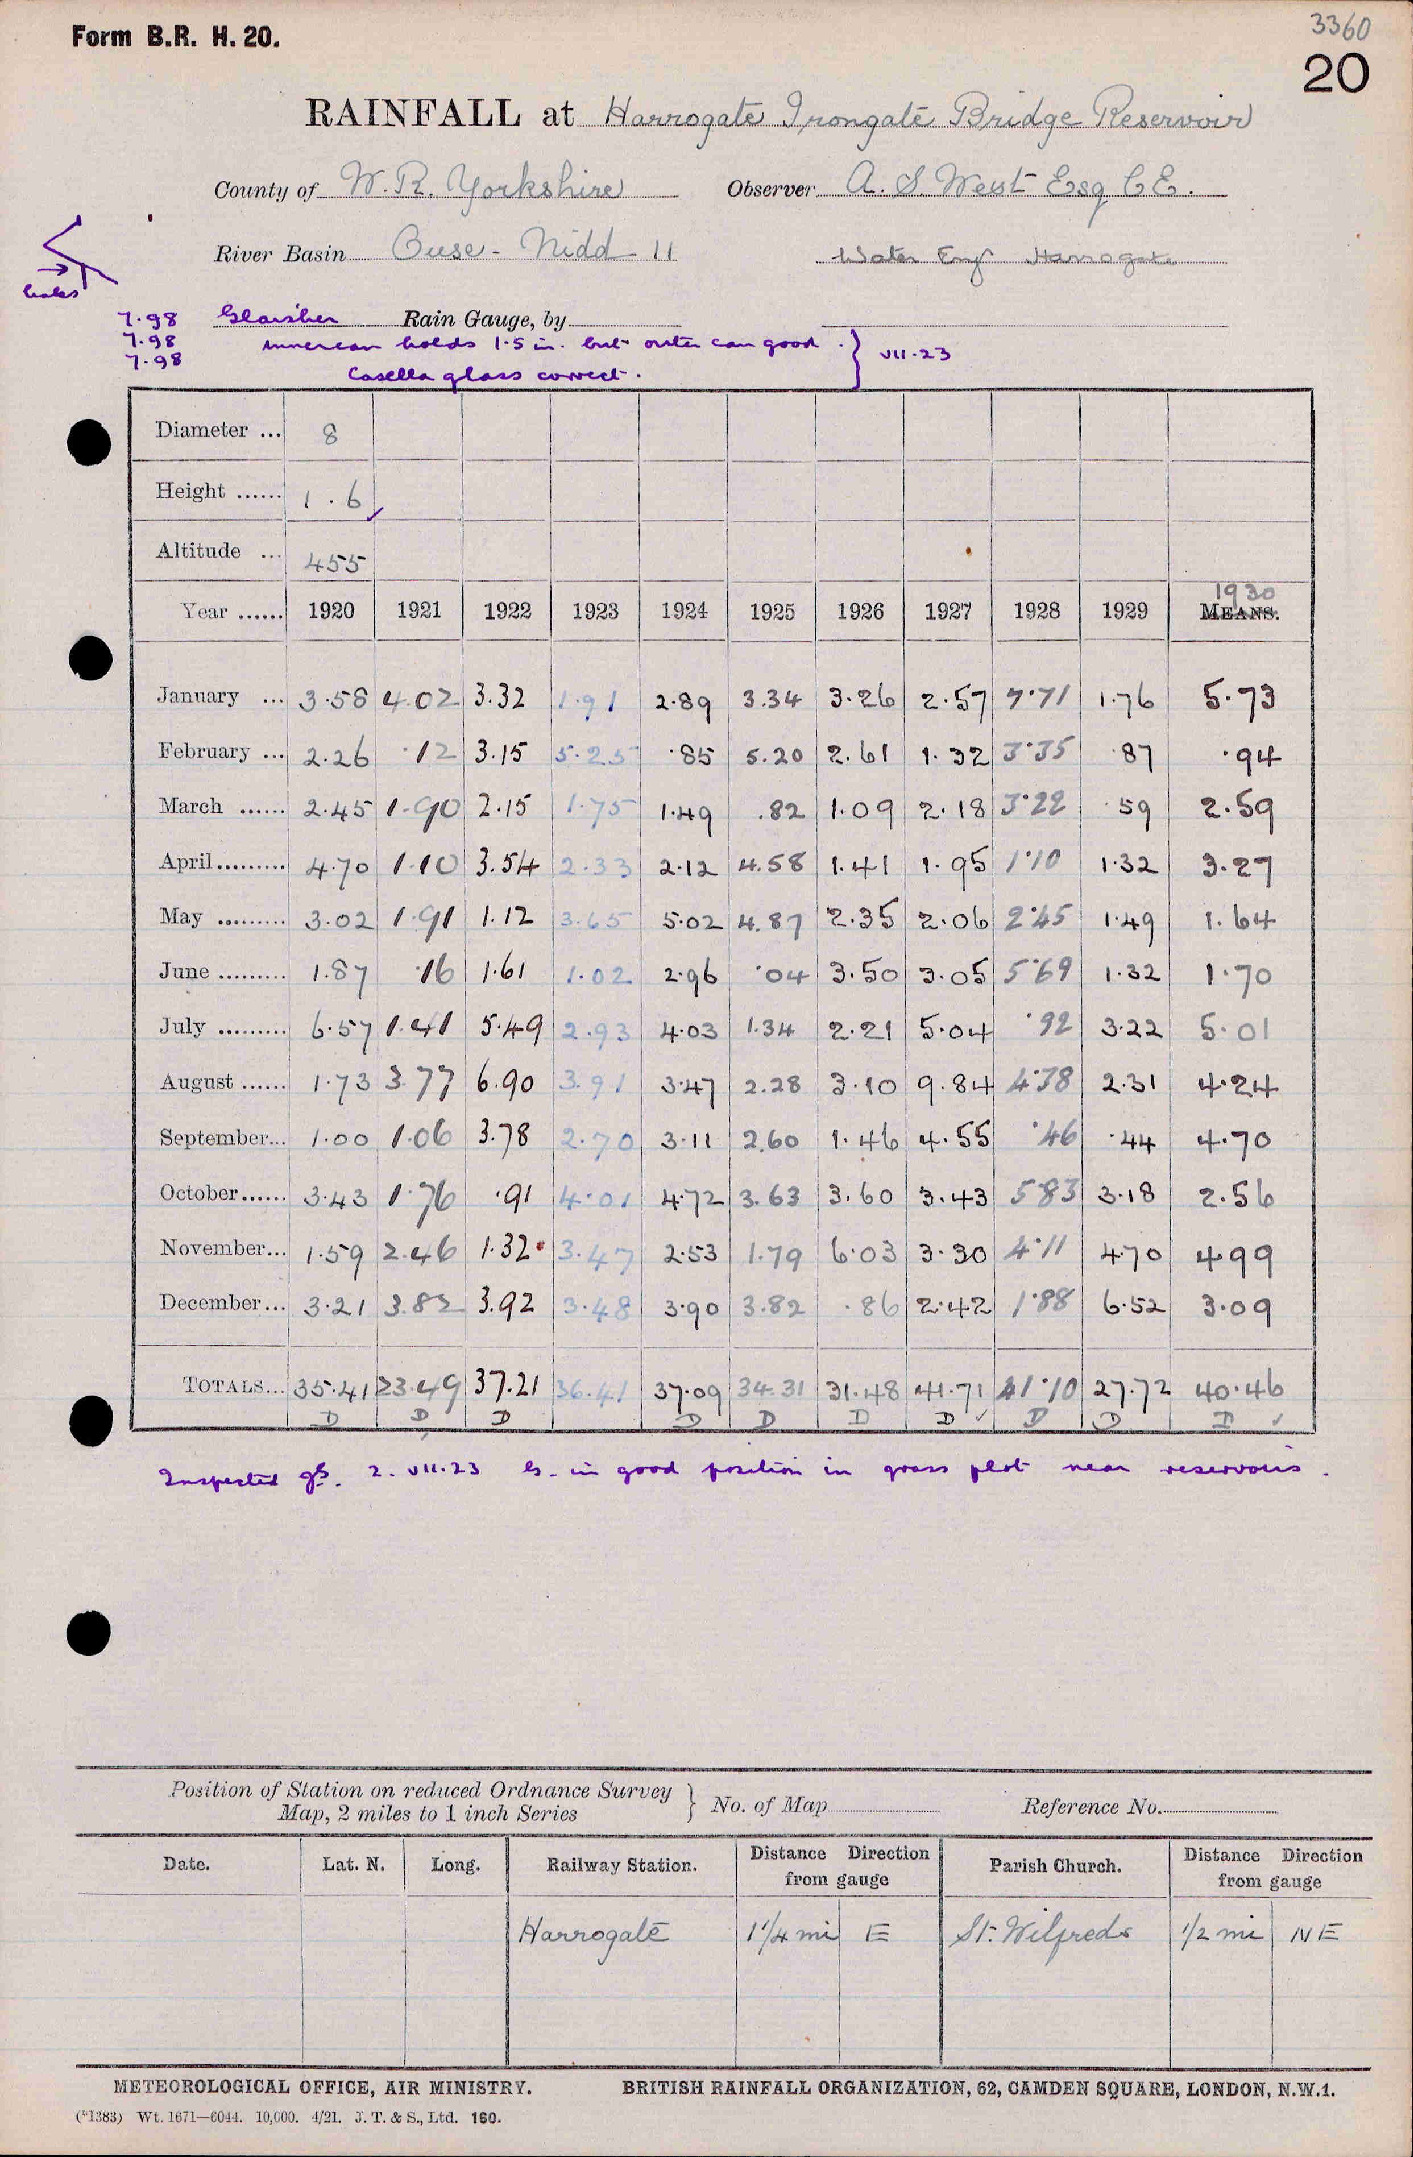 Form B.R. H. 20.
3360
20
RAINFALL at Harrogate Irongate Bridge Reservoir
County of W. R. Yorkshire Observer A. S West Esq C E.
River Basin Ouse - Nidd 11 Water Engr Harrogate
7.98 Glaisher Rain Gauge, by
7.98 inner can holds 1.5 in. but outer can good. } VII.23
7.98 Casella glass correct.
Diameter ... 8
Height ...... 1 . 6
Altitude ... 455
1930
Year ...... 1920 1921 1922 1923 1924 1925 1926 1927 1928 1929 MEANS.
January ... 3.58 4.02 3.32 1.91 2.89 3.34 3.26 2.57 7.71 1.76 5.73
February ... 2.26 .12 3.15 5.25 .85 5.20 2.61 1.32 3.35 .87 .94
March ...... 2.45 1.90 2.15 1.75 1.49 .82 1.09 2.18 3.22 .59 2.59
April ......... 4.70 1.10 3.54 2.33 2.12 4.58 1.41 1.95 1.10 1.32 3.27
May ......... 3.02 1.91 1.12 3.65 5.02 4.87 2.35 2.06 2.45 1.49 1.64
June ......... 1.87 .16 1.61 1.02 2.96 .04 3.50 3.05 5.69 1.32 1.70
July ......... 6.57 1.41 5.49 2.93 4.03 1.34 2.21 5.04 .92 3.22 5.01
August ...... 1.73 3.77 6.90 3.91 3.47 2.28 3.10 9.84 4.38 2.31 4.24
September... 1.00 1.06 3.78 2.70 3.11 2.60 1.46 4.55 .46 .44 4.70
October...... 3.43 1.76 .91 4.01 4.72 3.63 3.60 3.43 5.83 3.18 2.56
November... 1.59 2.46 1.32 3.47 2.53 1.79 6.03 3.30 4.11 4.70 4.99
December... 3.21 3.82 3.92 3.48 3.90 3.82 .86 2.42 1.88 6.52 3.09
TOTALS... 35.41 23.49 37.21 36.41 37.09 34.31 31.48 41.71 41.10 27.72 40.46
D D D D D D D D D D
Inspected 2. VII.23 G. in good position in grass plot near reservoirs.
Position of Station on reduced Ordnance Survey
Map, 2 miles to 1 inch Series } No. of Map Reference No.
Date. Lat. N. Long. Railway Station. Distance Direction from gauge Parish Church. Distance Direction from gauge
Harrogate 1 1/4 mi E St. Wilfreds 1/2 mi NE
METEOROLOGICAL OFFICE, AIR MINISTRY. BRITISH RAINFALL ORGANIZATION, 62, CAMDEN SQUARE, LONDON, N.W.1.
(*1383) Wt. 1671—6044. 10,000. 4/21. J. T. & S., Ltd. 160.